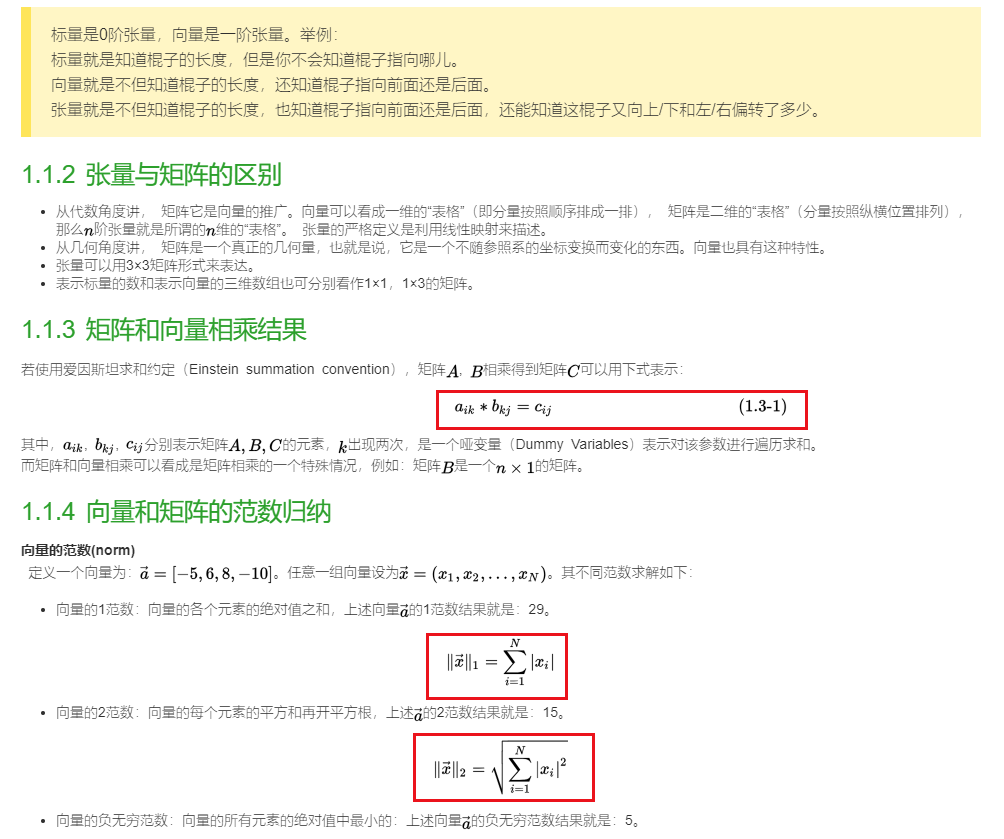 标量是0阶张量，向量是一阶张量。举例：
标量就是知道棍子的长度，但是你不会知道棍子指向哪儿。
向量就是不但知道棍子的长度，还知道棍子指向前面还是后面。
张量就是不但知道棍子的长度，也知道棍子指向前面还是后面，还能知道这棍子又向上/下和左/右偏转了多少。
1.1.2 张量与矩阵的区别
• 从代数角度讲， 矩阵它是向量的推广。向量可以看成一维的“表格”（即分量按照顺序排成一排）， 矩阵是二维的“表格”（分量按照纵横位置排列），
那么n阶张量就是所谓的n维的“表格”。 张量的严格定义是利用线性映射来描述。
• 从几何角度讲， 矩阵是一个真正的几何量，也就是说，它是一个不随参照系的坐标变换而变化的东西。向量也具有这种特性。
• 张量可以用3×3矩阵形式来表达。
• 表示标量的数和表示向量的三维数组也可分别看作1×1，1×3的矩阵。
1.1.3 矩阵和向量相乘结果
若使用爱因斯坦求和约定（Einstein summation convention），矩阵A, B相乘得到矩阵C可以用下式表示：
a_{ik} * b_{kj} = c_{ij} (1.3-1)
其中，a_{ik}, b_{kj}, c_{ij}分别表示矩阵A, B, C的元素，k出现两次，是一个哑变量（Dummy Variables）表示对该参数进行遍历求和。
而矩阵和向量相乘可以看成是矩阵相乘的一个特殊情况，例如：矩阵B是一个n × 1的矩阵。
1.1.4 向量和矩阵的范数归纳
向量的范数(norm)
定义一个向量为：\vec{a} = [−5, 6, 8, −10]。任意一组向量设为\vec{x} = (x_1, x_2, . . . , x_N)。其不同范数求解如下：
• 向量的1范数：向量的各个元素的绝对值之和，上述向量\vec{a}的1范数结果就是：29。
‖\vec{x}‖_1 = \sum_{i=1}^{N} |x_i|
• 向量的2范数：向量的每个元素的平方和再开平方根，上述\vec{a}的2范数结果就是：15。
‖\vec{x}‖_2 = \sqrt{\sum_{i=1}^{N} |x_i|^2}
• 向量的负无穷范数：向量的所有元素的绝对值中最小的：上述向量\vec{a}的负无穷范数结果就是：5。